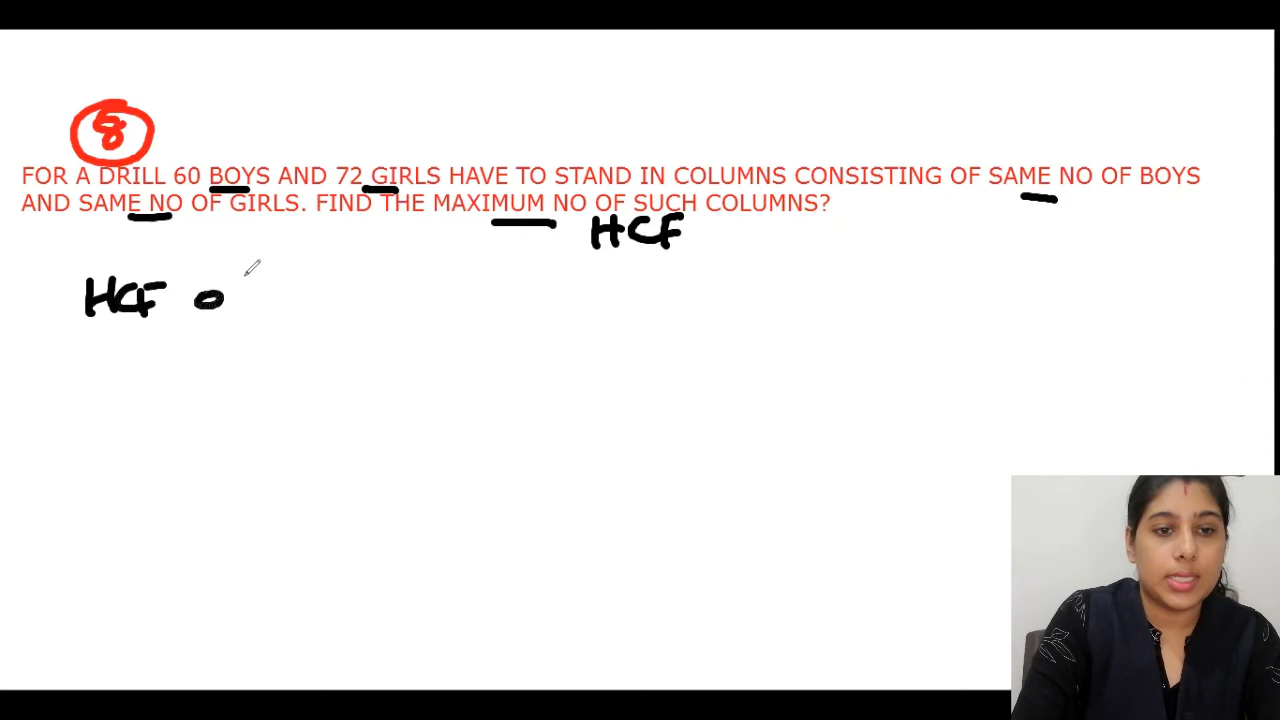 8
FOR A DRILL 60 BOYS AND 72 GIRLS HAVE TO STAND IN COLUMNS CONSISTING OF SAME NO OF BOYS
AND SAME NO OF GIRLS. FIND THE MAXIMUM NO OF SUCH COLUMNS?
HCF
HCF o